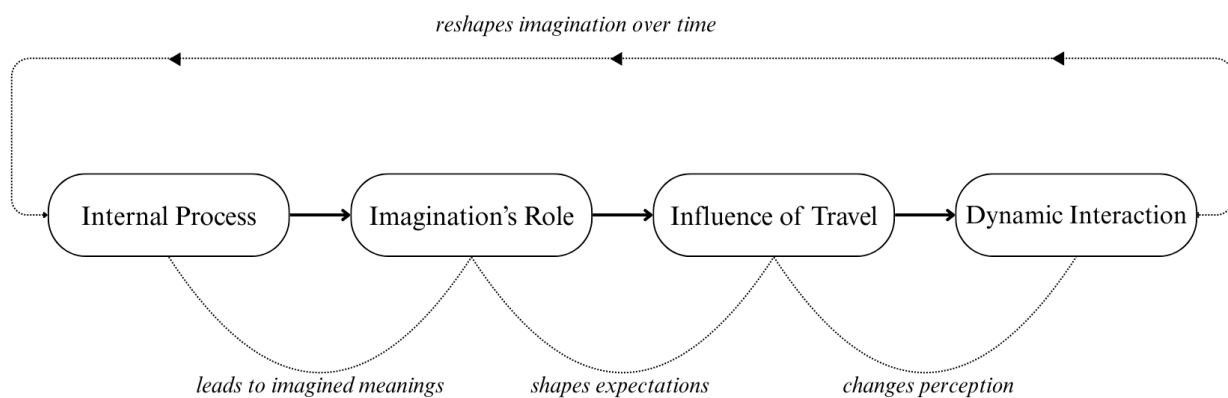 reshapes imagination over time
Internal Process
Imagination’s Role
Influence of Travel
Dynamic Interaction
leads to imagined meanings
shapes expectations
changes perception